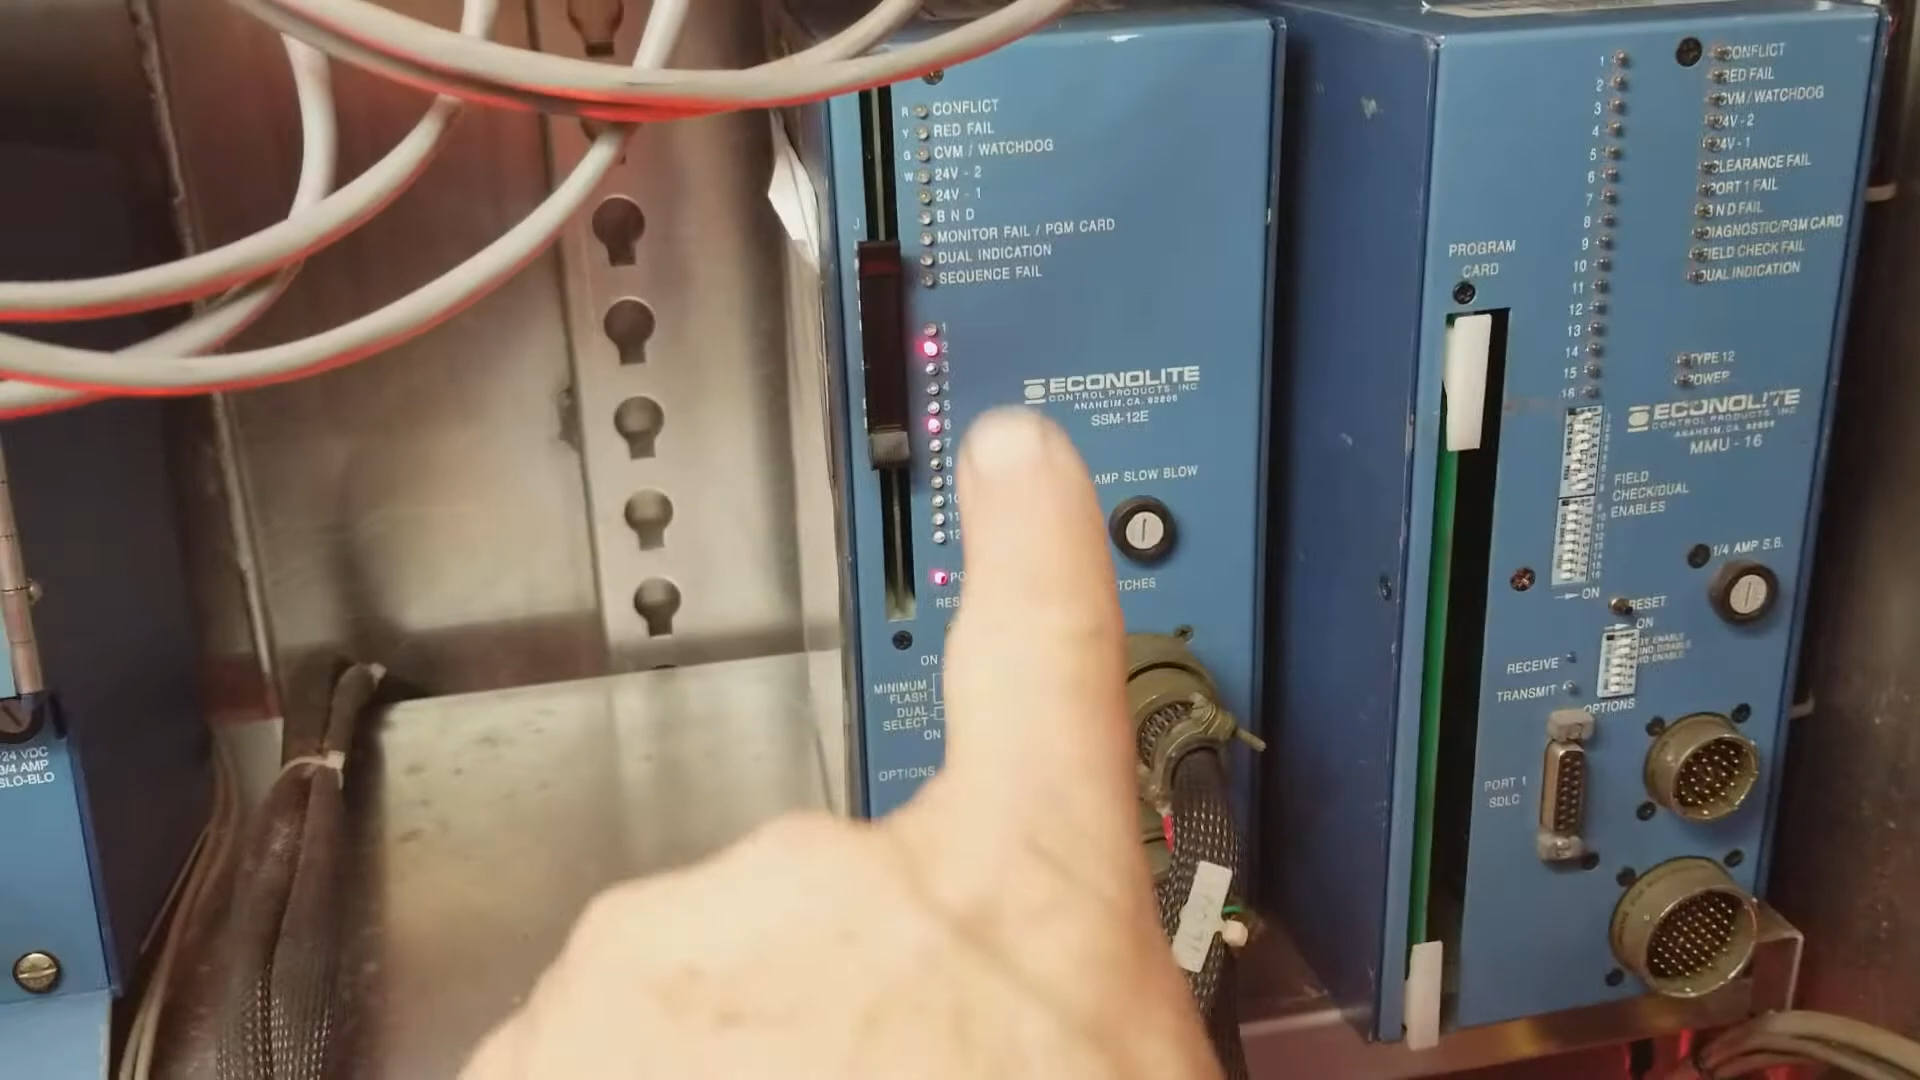 24 VDC
3/4 AMP
SLO-BLO
R CONFLICT
Y RED FAIL
G CVM / WATCHDOG
W 24V - 2
24V - 1
B N D
MONITOR FAIL / PGM CARD
DUAL INDICATION
SEQUENCE FAIL
J
1
2
3
4
5
6
7
8
9
10
11
12
ECONOLITE
CONTROL PRODUCTS INC
ANAHEIM, CA. 92806
SSM-12E
AMP SLOW BLOW
TCHES
PO
RES
ON
MINIMUM
FLASH
DUAL
SELECT
ON
OPTIONS
1
2
3
4
5
6
7
8
9
10
11
12
13
14
15
16
CONFLICT
RED FAIL
CVM / WATCHDOG
24V - 2
24V - 1
CLEARANCE FAIL
PORT 1 FAIL
B N D FAIL
DIAGNOSTIC/PGM CARD
FIELD CHECK FAIL
DUAL INDICATION
PROGRAM
CARD
TYPE 12
POWER
ECONOLITE
CONTROL PRODUCTS INC
ANAHEIM, CA. 92806
MMU - 16
FIELD
CHECK/DUAL
ENABLES
1/4 AMP S.B.
ON
RESET
ON
RECEIVE
TRANSMIT
OPTIONS
PORT 1
SDLC